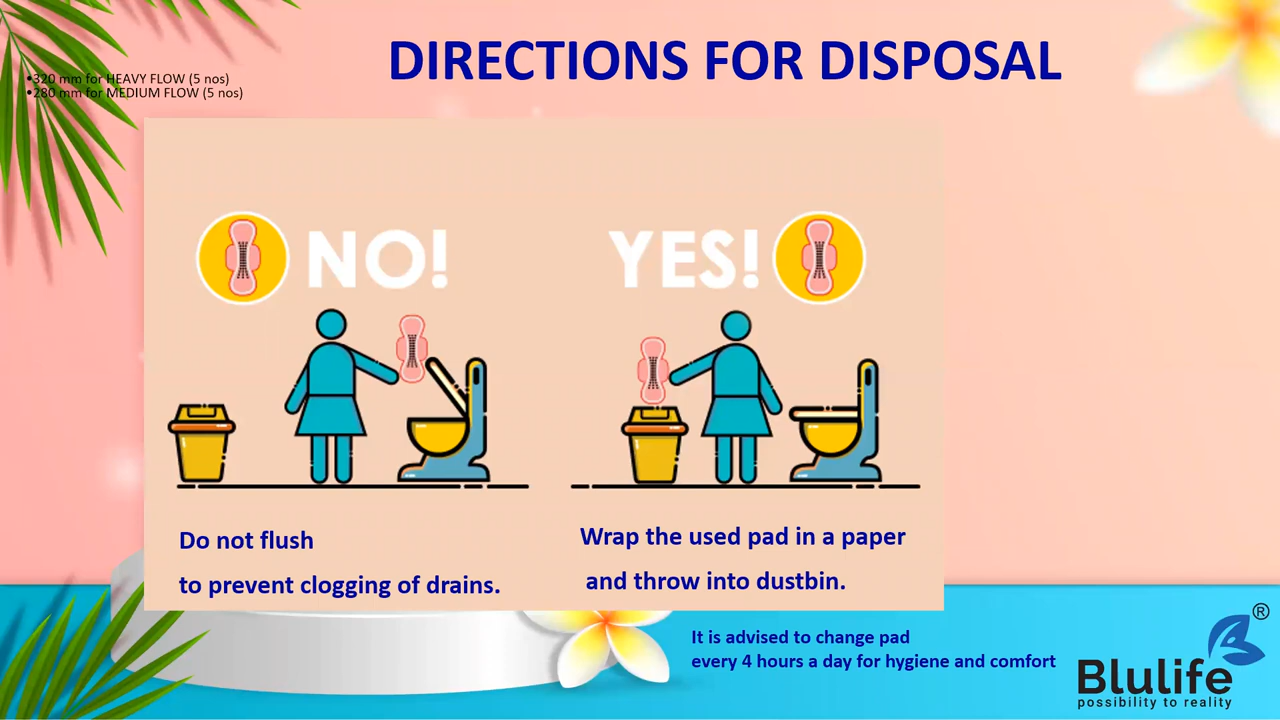 DIRECTIONS FOR DISPOSAL
•320 mm for HEAVY FLOW (5 nos)
•280 mm for MEDIUM FLOW (5 nos)
NO!
YES!
Do not flush
to prevent clogging of drains.
Wrap the used pad in a paper
and throw into dustbin.
It is advised to change pad
every 4 hours a day for hygiene and comfort
®
Blulife
possibility to reality